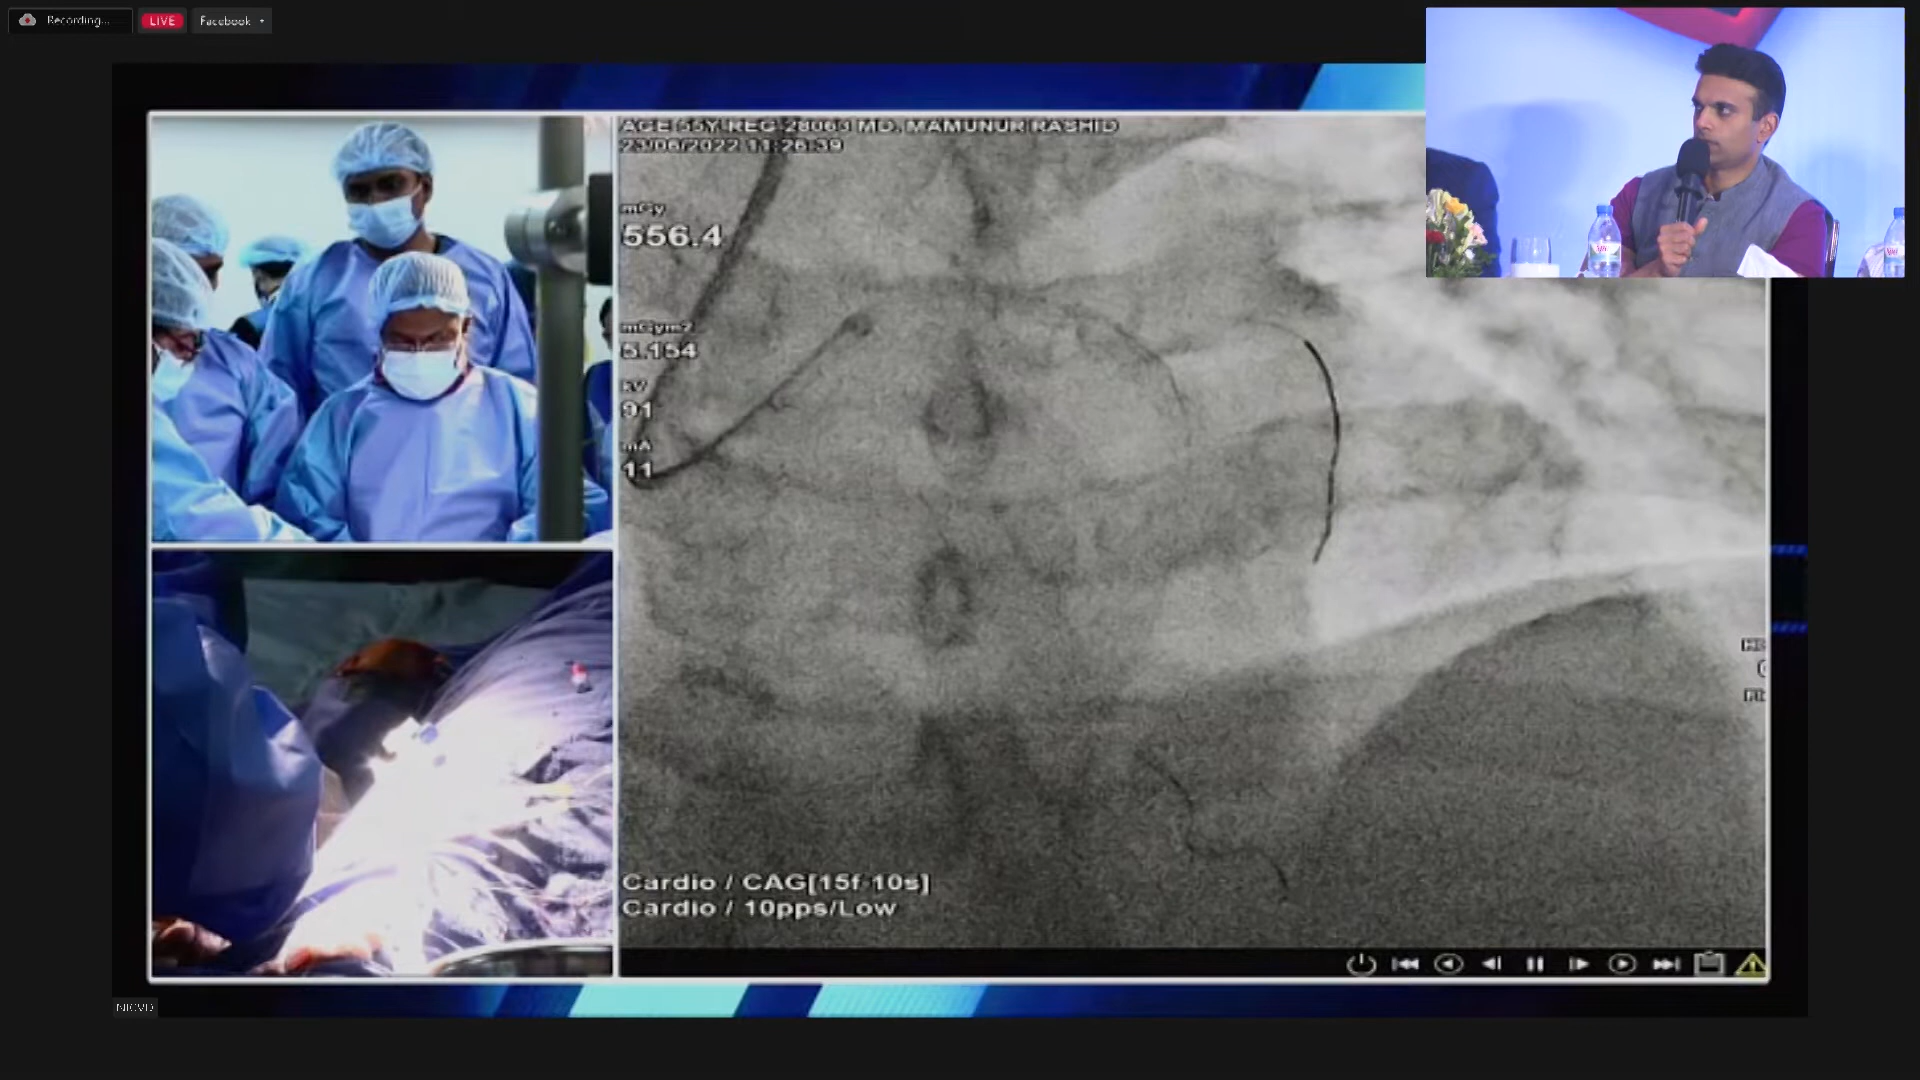 Recording...
LIVE
Facebook
AGE 55Y REG 28063 MD. MAMUNUR RASHID
23/06/2022 11:26:39
mGy
556.4
mGym2
5.154
kV
91
mA
11
Cardio / CAG[15f 10s]
Cardio / 10pps/Low
NICVD